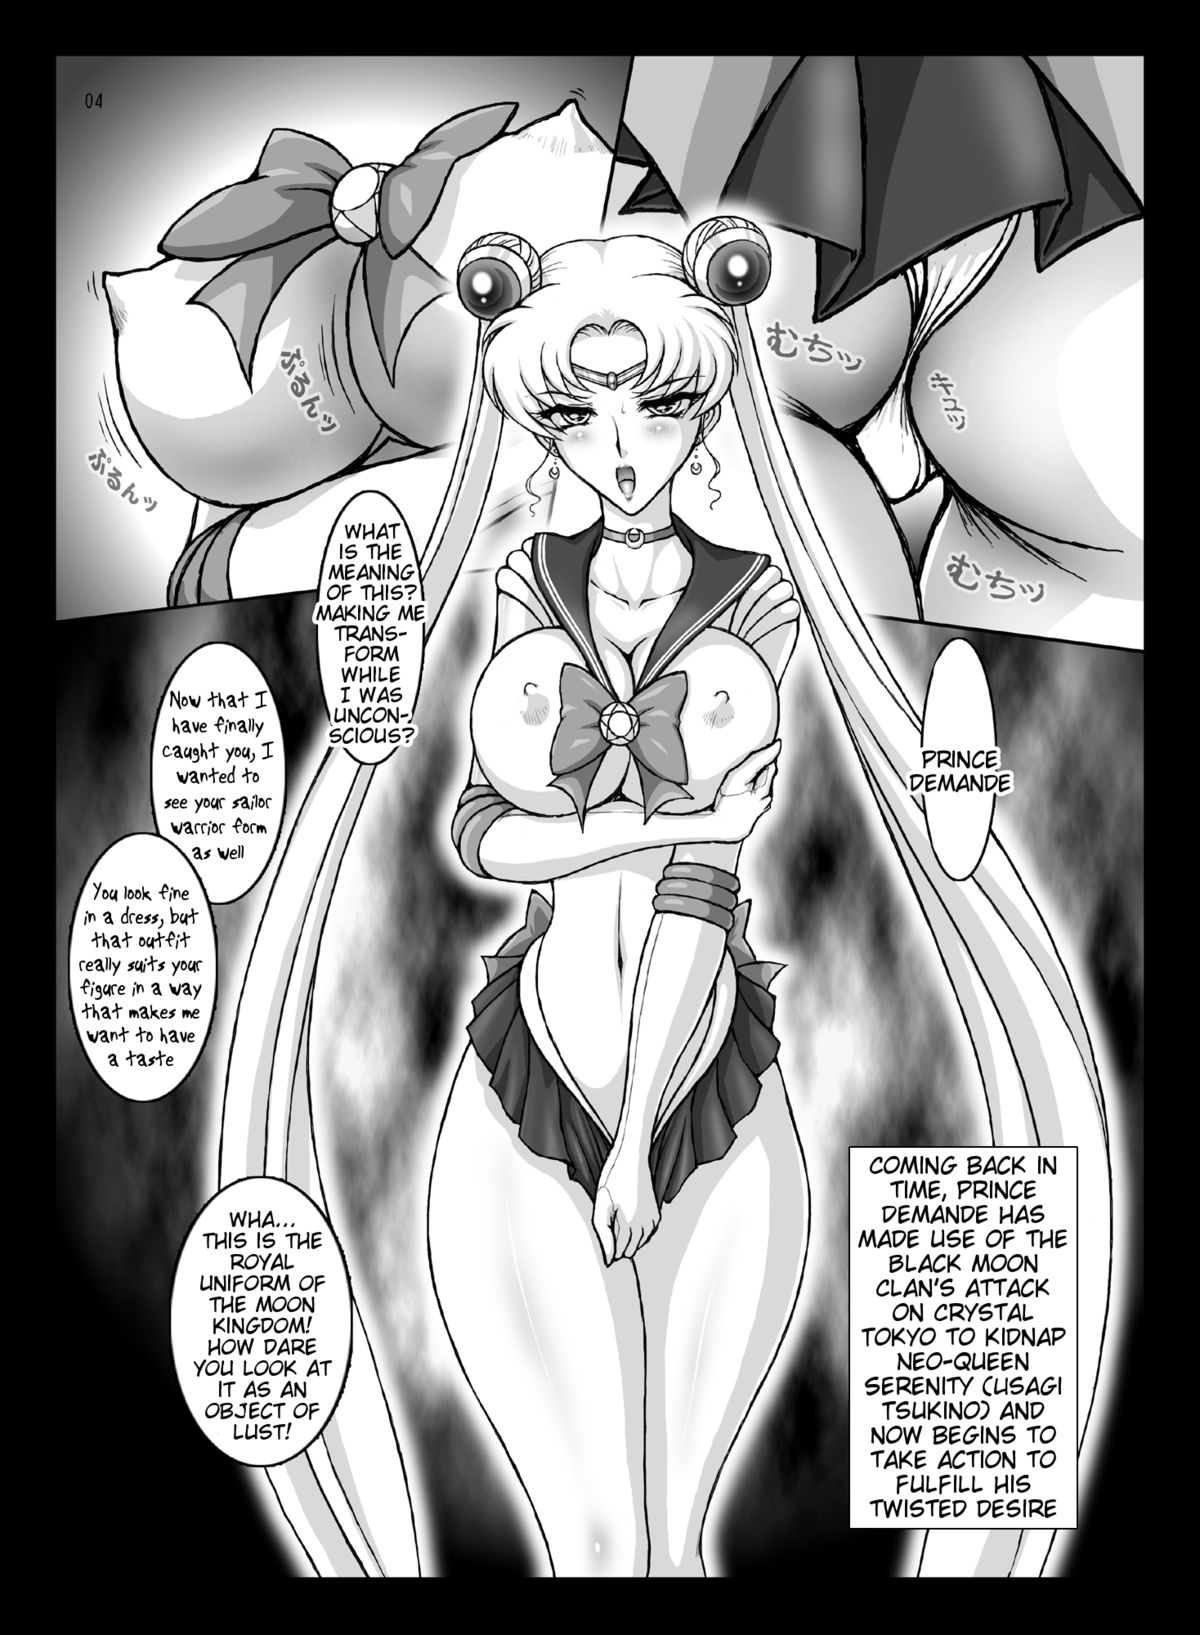 04
むちッ
キュッ
むちッ
ぷるんッ
ぷるんッ
PRINCE
DEMANDE
WHAT
IS THE
MEANING
OF THIS?
MAKING ME
TRANS-
FORM
WHILE
I WAS
UNCON-
SCIOUS?
Now that I
have finally
caught you, I
wanted to
see your sailor
warrior form
as well
You look fine
in a dress, but
that outfit
really suits your
figure in a way
that makes me
want to have
a taste
WHA...
THIS IS THE
ROYAL
UNIFORM OF
THE MOON
KINGDOM!
HOW DARE
YOU LOOK AT
IT AS AN
OBJECT OF
LUST!
COMING BACK IN
TIME, PRINCE
DEMANDE HAS
MADE USE OF THE
BLACK MOON
CLAN'S ATTACK
ON CRYSTAL
TOKYO TO KIDNAP
NEO-QUEEN
SERENITY (USAGI
TSUKINO) AND
NOW BEGINS TO
TAKE ACTION TO
FULFILL HIS
TWISTED DESIRE